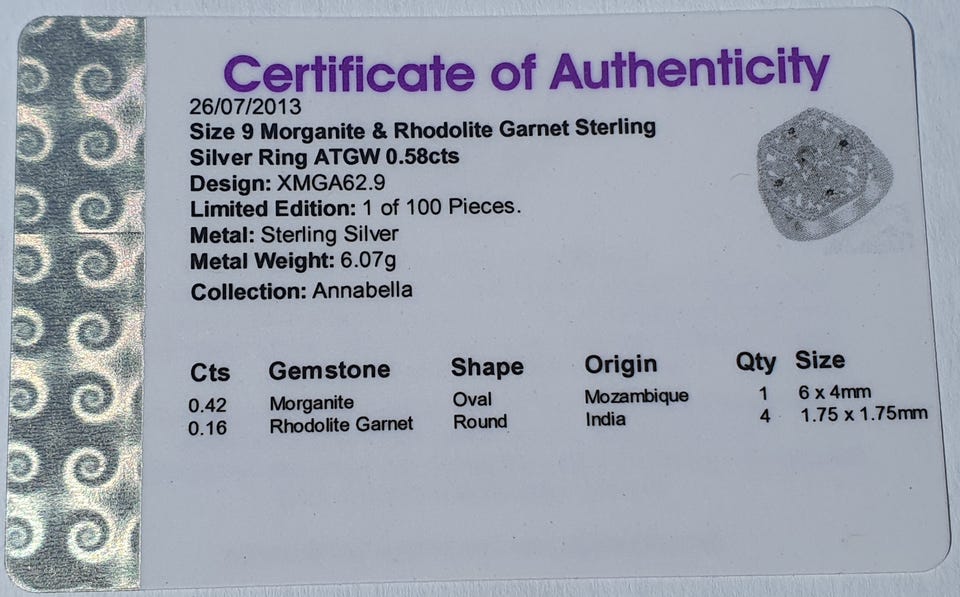 Certificate of Authenticity
26/07/2013
Size 9 Morganite & Rhodolite Garnet Sterling
Silver Ring ATGW 0.58cts
Design: XMGA62.9
Limited Edition: 1 of 100 Pieces.
Metal: Sterling Silver
Metal Weight: 6.07g
Collection: Annabella
Cts Gemstone Shape Origin Qty Size
0.42 Morganite Oval Mozambique 1 6 x 4mm
0.16 Rhodolite Garnet Round India 4 1.75 x 1.75mm